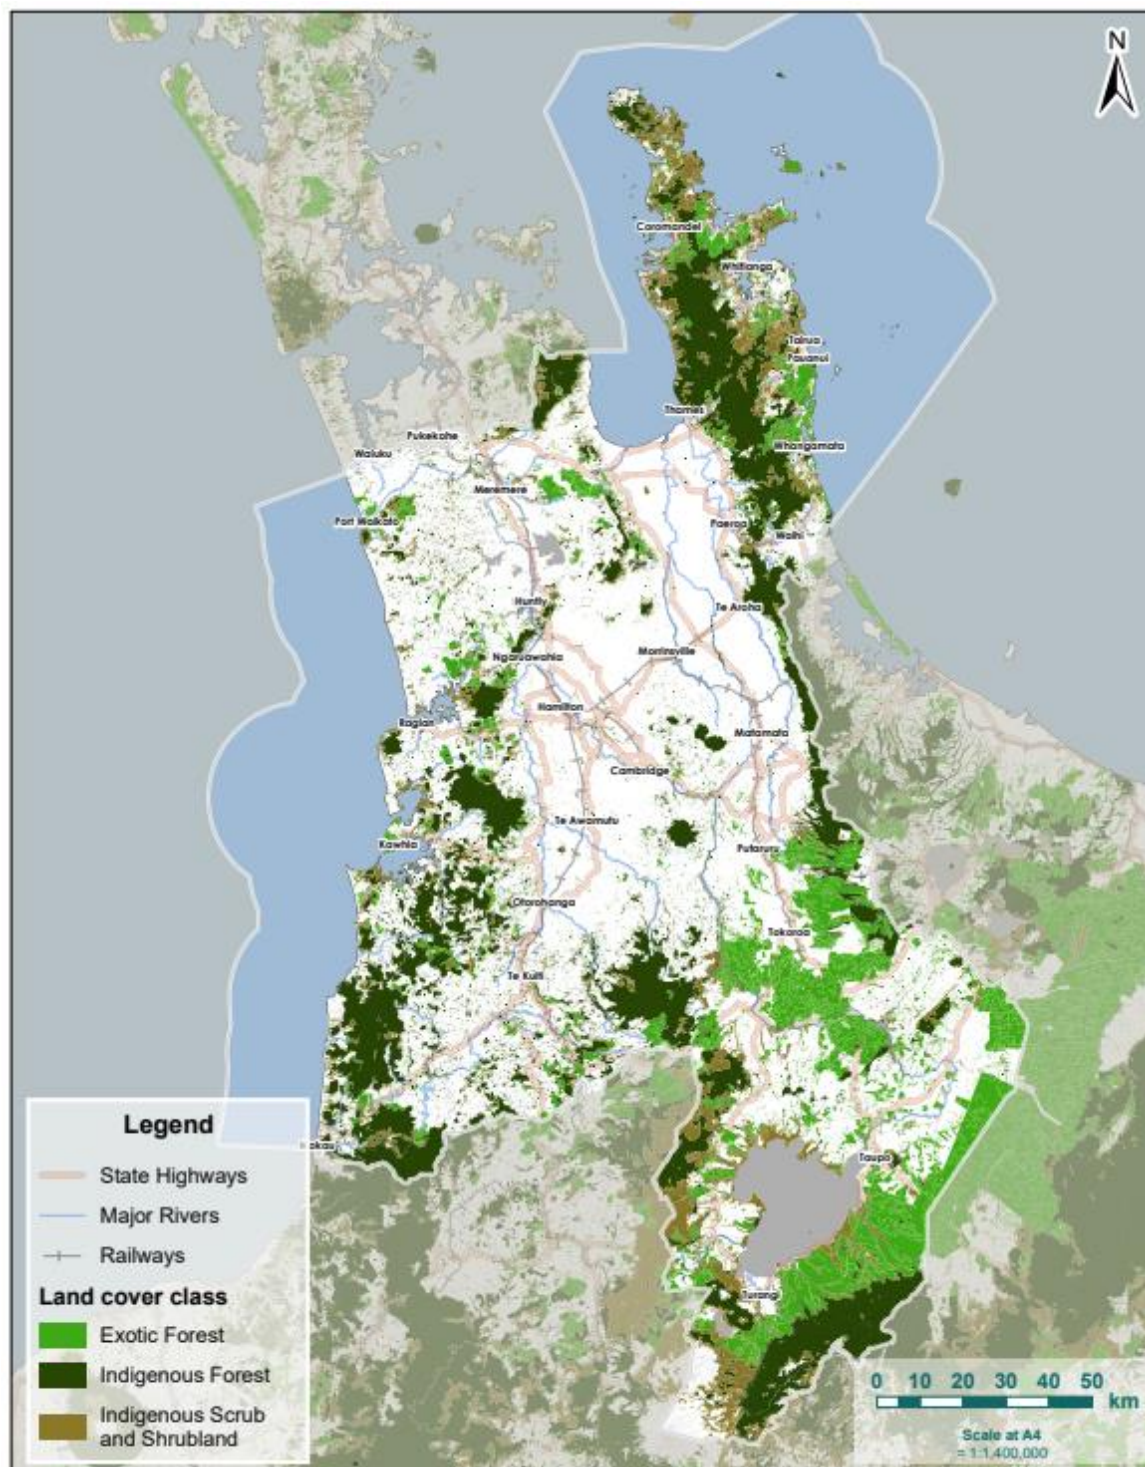 N
Coromandel
Whitianga
Tairua
Pauanui
Thames
Pukekohe
Whangamata
Waiuku
Meremere
Port Waikato
Paeroa
Waihi
Huntly
Te Aroha
Ngaruawahia
Morrinsville
Hamilton
Raglan
Matamata
Cambridge
Te Awamutu
Kawhia
Putaruru
Otorohanga
Tokoroa
Te Kuiti
Mokau
Taupo
Turangi
Legend
State Highways
Major Rivers
Railways
Land cover class
Exotic Forest
Indigenous Forest
Indigenous Scrub
and Shrubland
0 10 20 30 40 50
km
Scale at A4
= 1:1,400,000